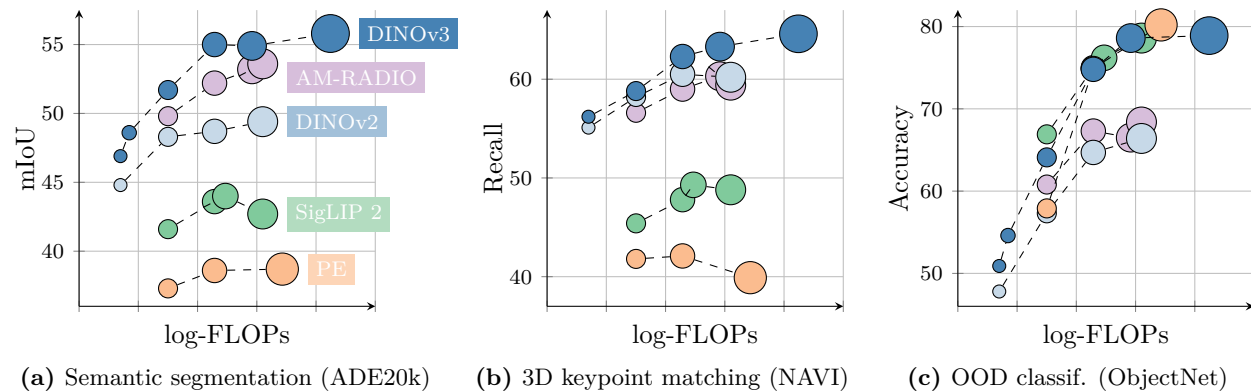 55
50
45
40
mIoU
DINOv3
AM-RADIO
DINOv2
SigLIP 2
PE
log-FLOPs
(a) Semantic segmentation (ADE20k)
60
50
40
Recall
log-FLOPs
(b) 3D keypoint matching (NAVI)
80
70
60
50
Accuracy
log-FLOPs
(c) OOD classif. (ObjectNet)